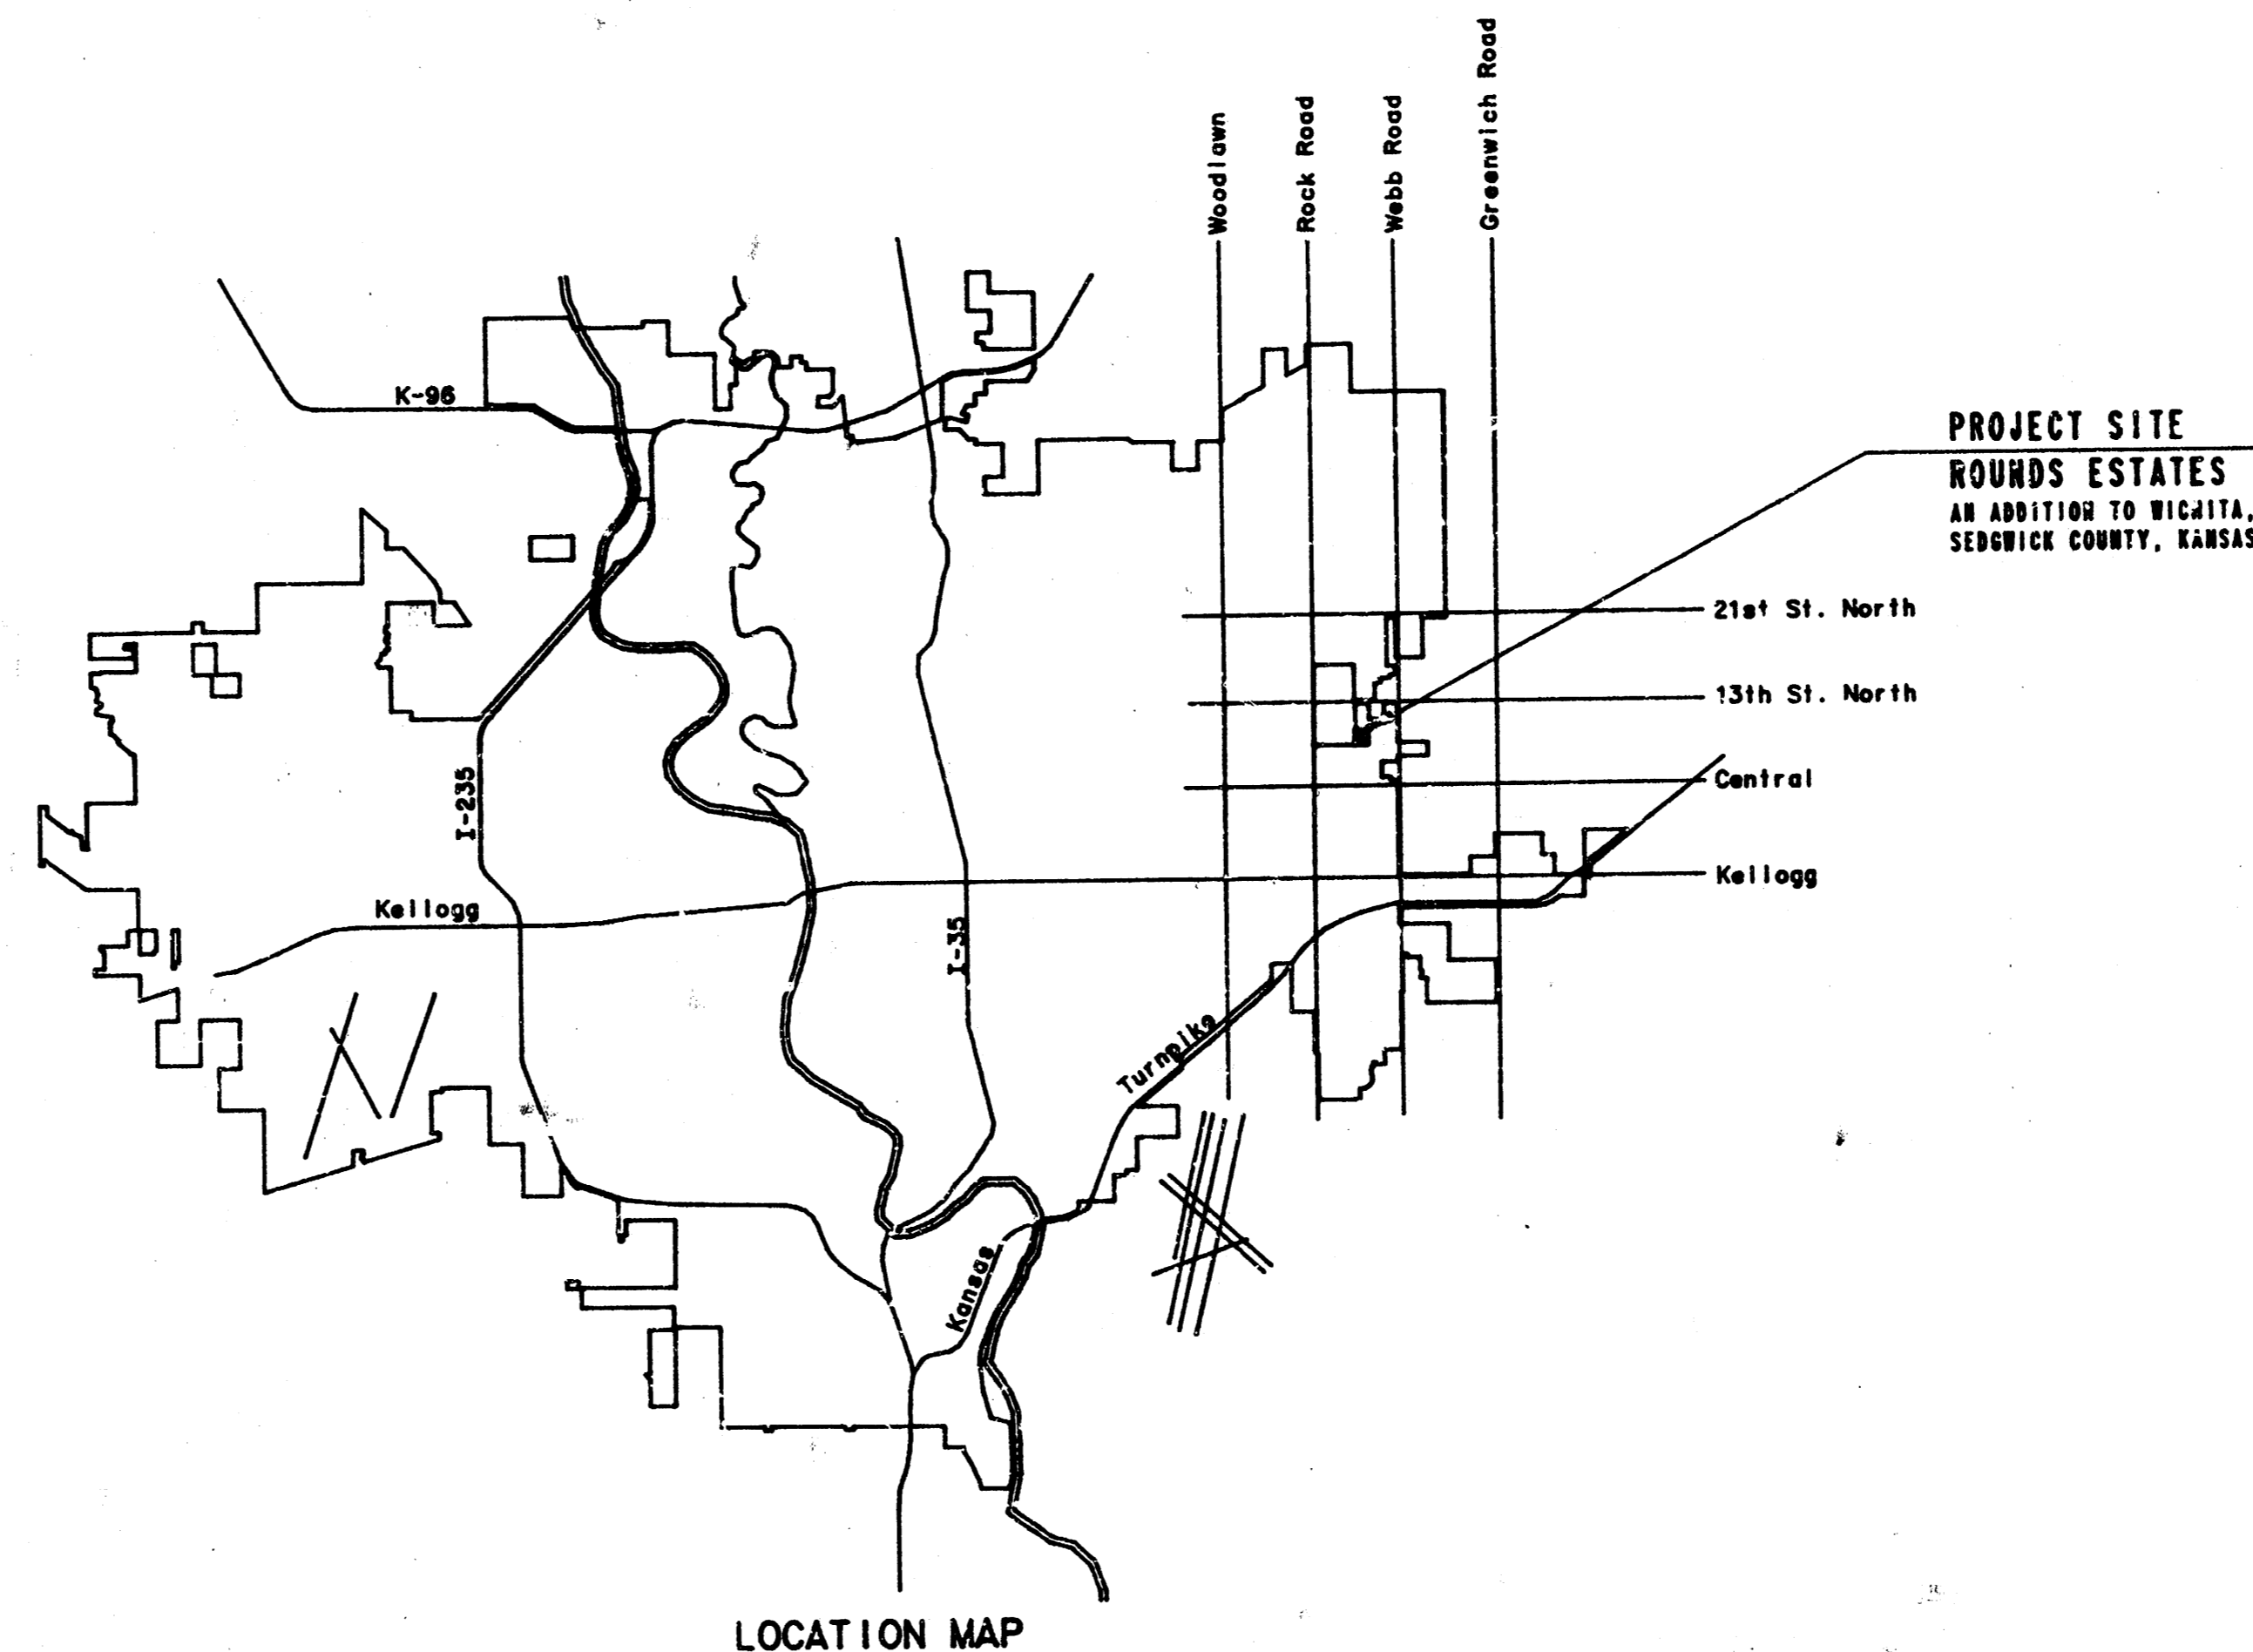 Woodlawn
Rock Road
Webb Road
Greenwich Road
K-96
PROJECT SITE
ROUNDS ESTATES
AN ADDITION TO WICHITA,
SEDGWICK COUNTY, KANSAS
21st St. North
13th St. North
I-235
Central
Kellogg
Kellogg
I-35
Turnpike
Kansas
LOCATION MAP